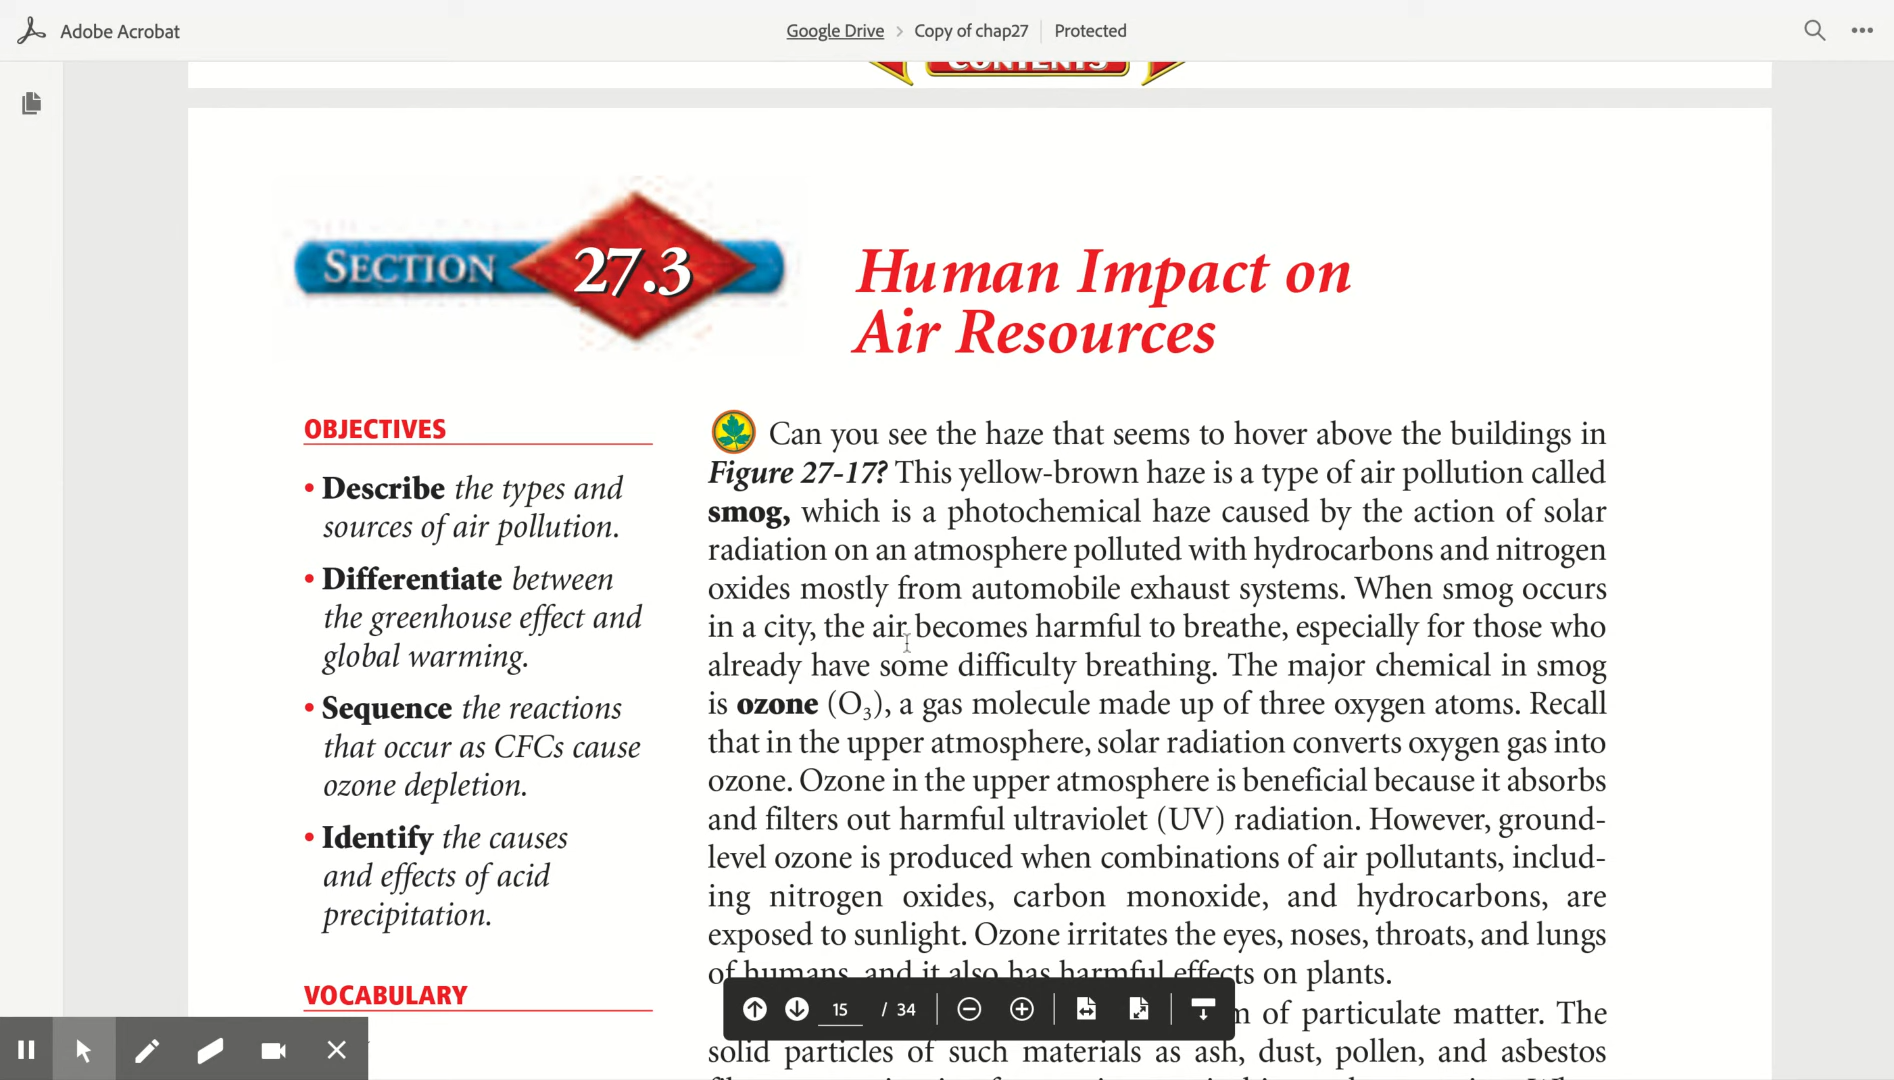 Adobe Acrobat
Google Drive > Copy of chap27 Protected
CONTENTS
SECTION 27.3
Human Impact on
Air Resources
OBJECTIVES
• Describe the types and
sources of air pollution.
• Differentiate between
the greenhouse effect and
global warming.
• Sequence the reactions
that occur as CFCs cause
ozone depletion.
• Identify the causes
and effects of acid
precipitation.
VOCABULARY
Can you see the haze that seems to hover above the buildings in
Figure 27-17? This yellow-brown haze is a type of air pollution called
smog, which is a photochemical haze caused by the action of solar
radiation on an atmosphere polluted with hydrocarbons and nitrogen
oxides mostly from automobile exhaust systems. When smog occurs
in a city, the air becomes harmful to breathe, especially for those who
already have some difficulty breathing. The major chemical in smog
is ozone (O₃), a gas molecule made up of three oxygen atoms. Recall
that in the upper atmosphere, solar radiation converts oxygen gas into
ozone. Ozone in the upper atmosphere is beneficial because it absorbs
and filters out harmful ultraviolet (UV) radiation. However, ground-
level ozone is produced when combinations of air pollutants, includ-
ing nitrogen oxides, carbon monoxide, and hydrocarbons, are
exposed to sunlight. Ozone irritates the eyes, noses, throats, and lungs
of humans, and it also has harmful effects on plants.
of particulate matter. The
solid particles of such materials as ash, dust, pollen, and asbestos
15 / 34